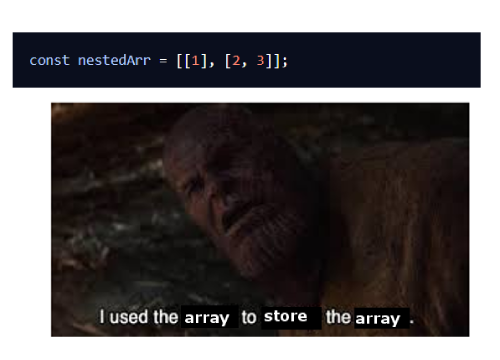 const nestedArr = [[1], [2, 3]];
I used the array to store the array.